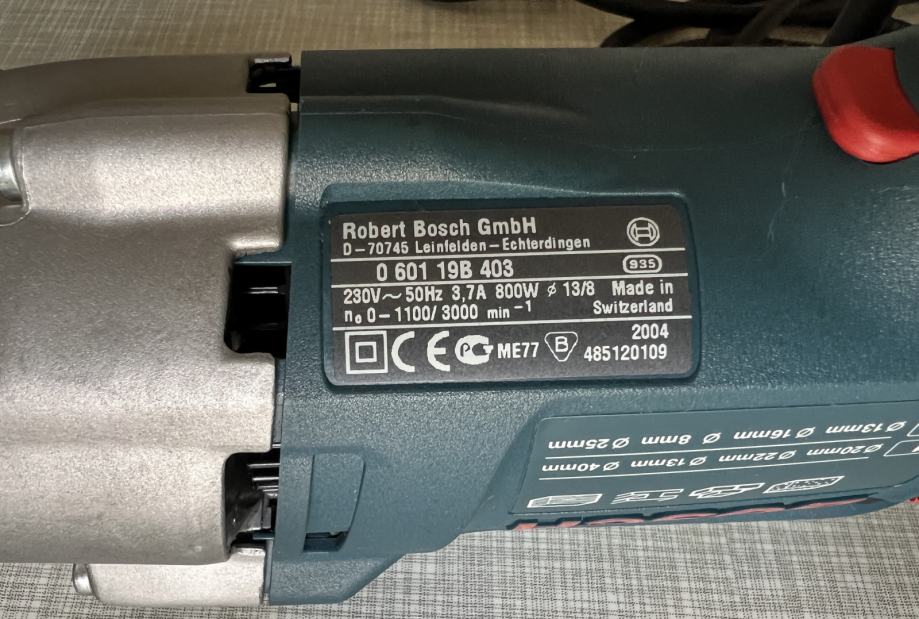 Robert Bosch GmbH
D-70745 Leinfelden-Echterdingen
0 601 19B 403
935
230V~50Hz 3,7A 800W ø 13/8 Made in
n₀ 0-1100/3000 min⁻¹ Switzerland
2004
CE PG ME77 B 485120109
Ø 20mm Ø 22mm Ø 13mm Ø 40mm
Ø 13mm Ø 16mm Ø 8mm Ø 25mm